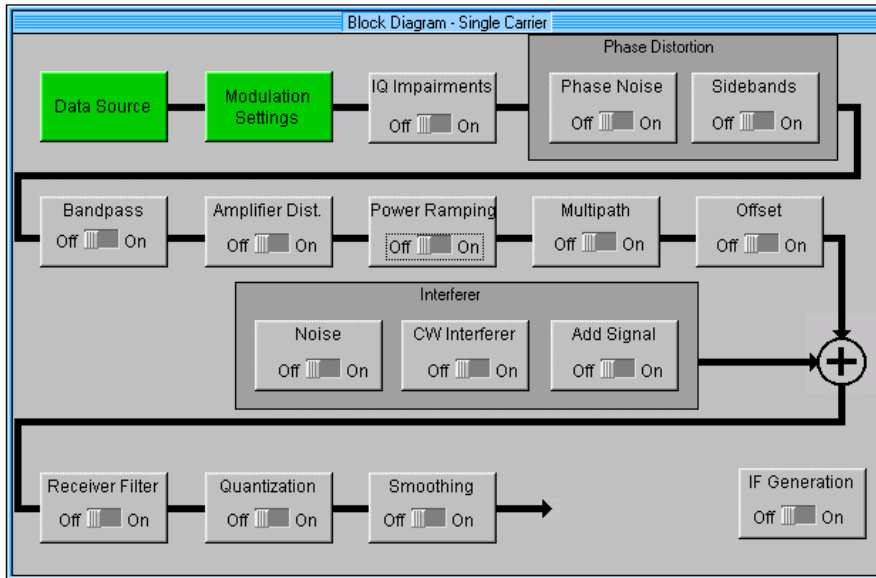 Block Diagram - Single Carrier
Phase Distortion
Data Source
Modulation
Settings
IQ Impairments
Off On
Phase Noise
Off On
Sidebands
Off On
Bandpass
Off On
Amplifier Dist.
Off On
Power Ramping
Off On
Multipath
Off On
Offset
Off On
Interferer
Noise
Off On
CW Interferer
Off On
Add Signal
Off On
Receiver Filter
Off On
Quantization
Off On
Smoothing
Off On
IF Generation
Off On